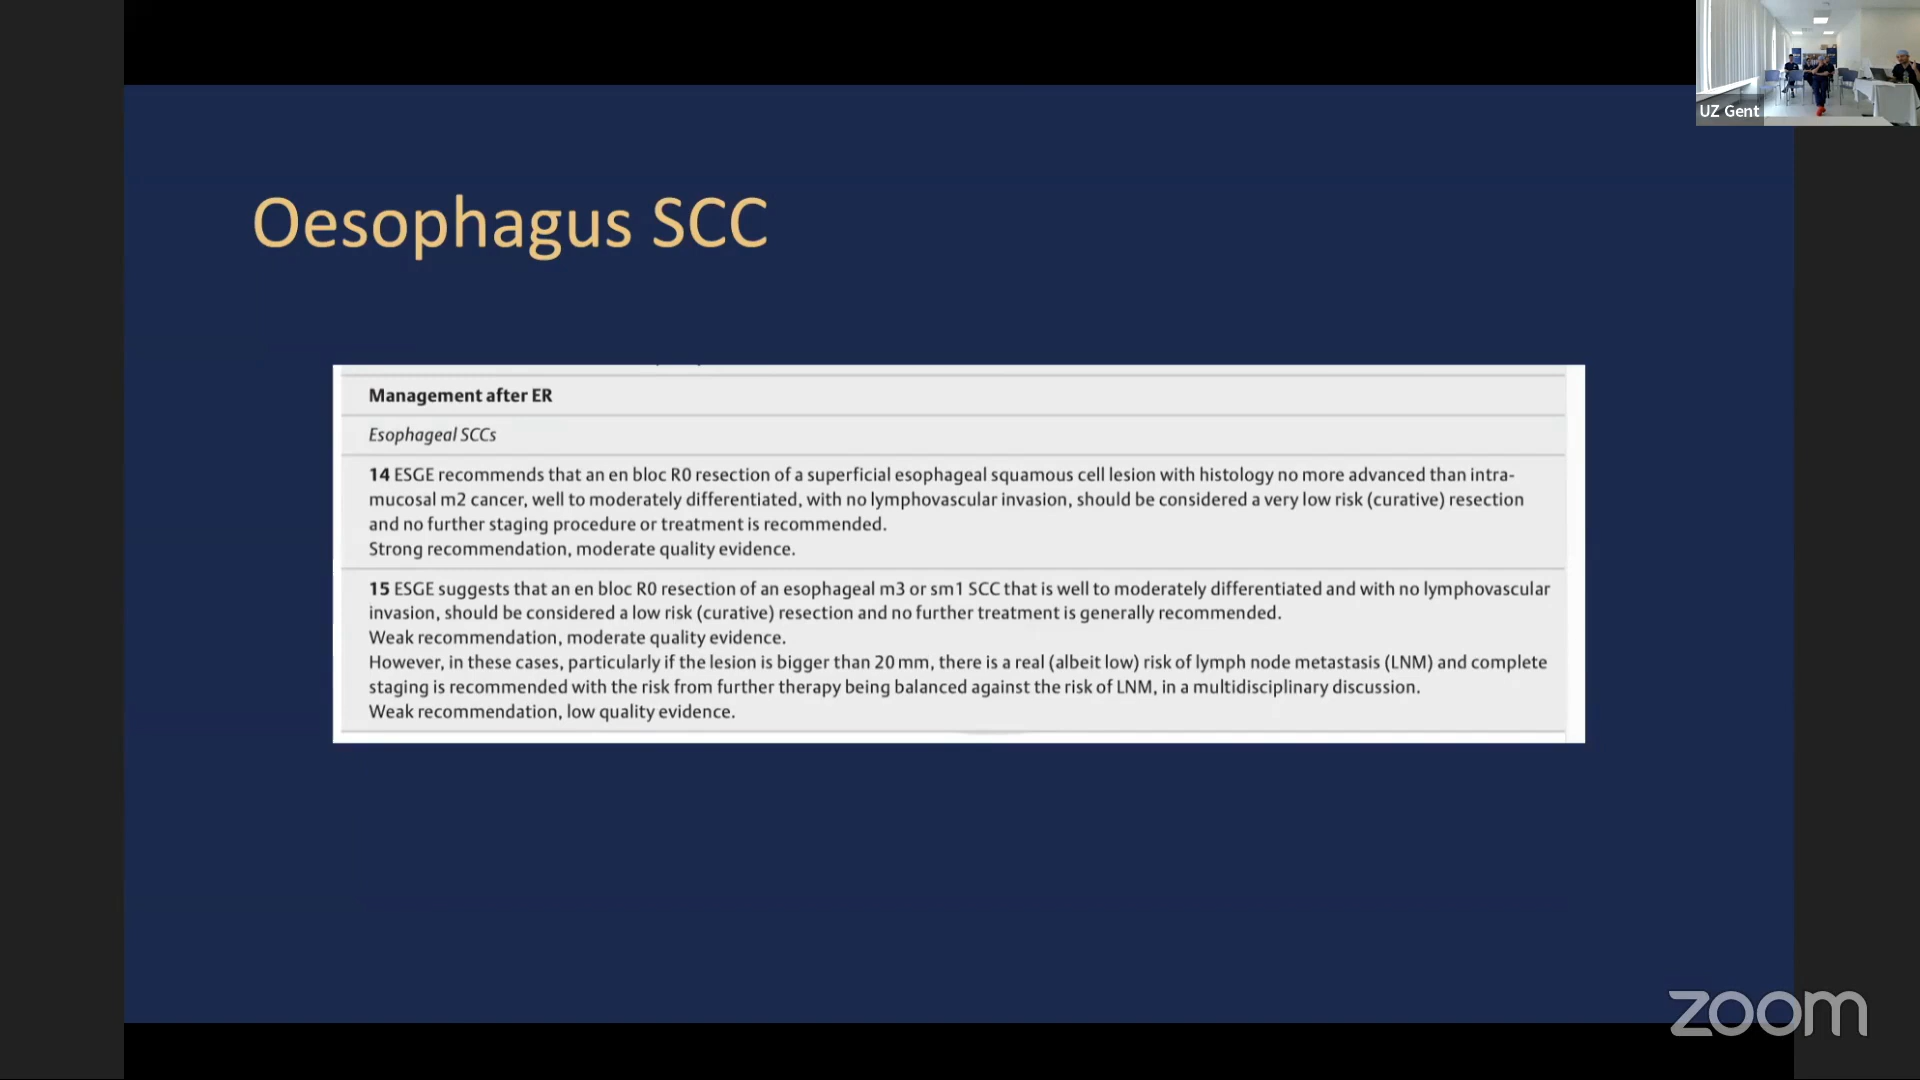 UZ Gent
Oesophagus SCC
Management after ER
Esophageal SCCs
14 ESGE recommends that an en bloc R0 resection of a superficial esophageal squamous cell lesion with histology no more advanced than intra-
mucosal m2 cancer, well to moderately differentiated, with no lymphovascular invasion, should be considered a very low risk (curative) resection
and no further staging procedure or treatment is recommended.
Strong recommendation, moderate quality evidence.
15 ESGE suggests that an en bloc R0 resection of an esophageal m3 or sm1 SCC that is well to moderately differentiated and with no lymphovascular
invasion, should be considered a low risk (curative) resection and no further treatment is generally recommended.
Weak recommendation, moderate quality evidence.
However, in these cases, particularly if the lesion is bigger than 20 mm, there is a real (albeit low) risk of lymph node metastasis (LNM) and complete
staging is recommended with the risk from further therapy being balanced against the risk of LNM, in a multidisciplinary discussion.
Weak recommendation, low quality evidence.
zoom